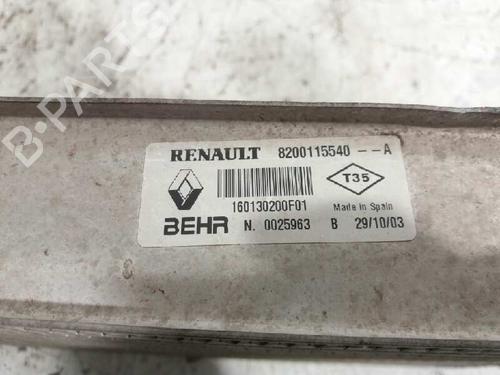 B-PARTS
RENAULT 8200115540 --A
T35
160130200F01 Made in Spain
BEHR N. 0025963 B 29/10/03